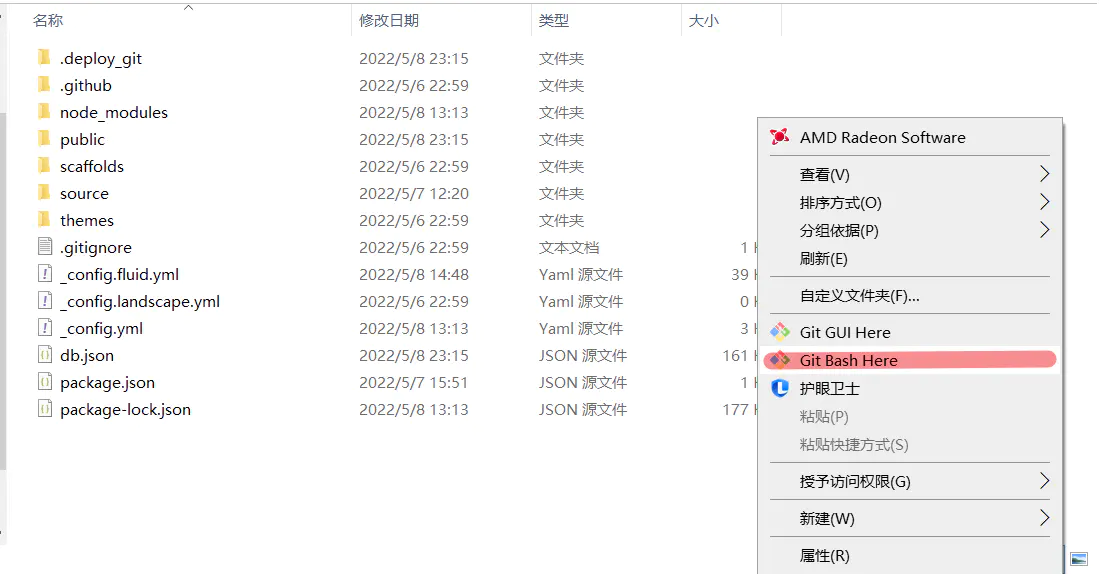 名称 修改日期 类型 大小
.deploy_git 2022/5/8 23:15 文件夹
.github 2022/5/6 22:59 文件夹
node_modules 2022/5/8 13:13 文件夹
public 2022/5/8 23:15 文件夹
scaffolds 2022/5/6 22:59 文件夹
source 2022/5/7 12:20 文件夹
themes 2022/5/6 22:59 文件夹
.gitignore 2022/5/6 22:59 文本文档 1
_config.fluid.yml 2022/5/8 14:48 Yaml 源文件 39
_config.landscape.yml 2022/5/6 22:59 Yaml 源文件 0
_config.yml 2022/5/8 13:13 Yaml 源文件 3
db.json 2022/5/8 23:15 JSON 源文件 161
package.json 2022/5/7 15:51 JSON 源文件 1
package-lock.json 2022/5/8 13:13 JSON 源文件 177
AMD Radeon Software
查看(V)
排序方式(O)
分组依据(P)
刷新(E)
自定义文件夹(F)...
Git GUI Here
Git Bash Here
护眼卫士
粘贴(P)
粘贴快捷方式(S)
授予访问权限(G)
新建(W)
属性(R)